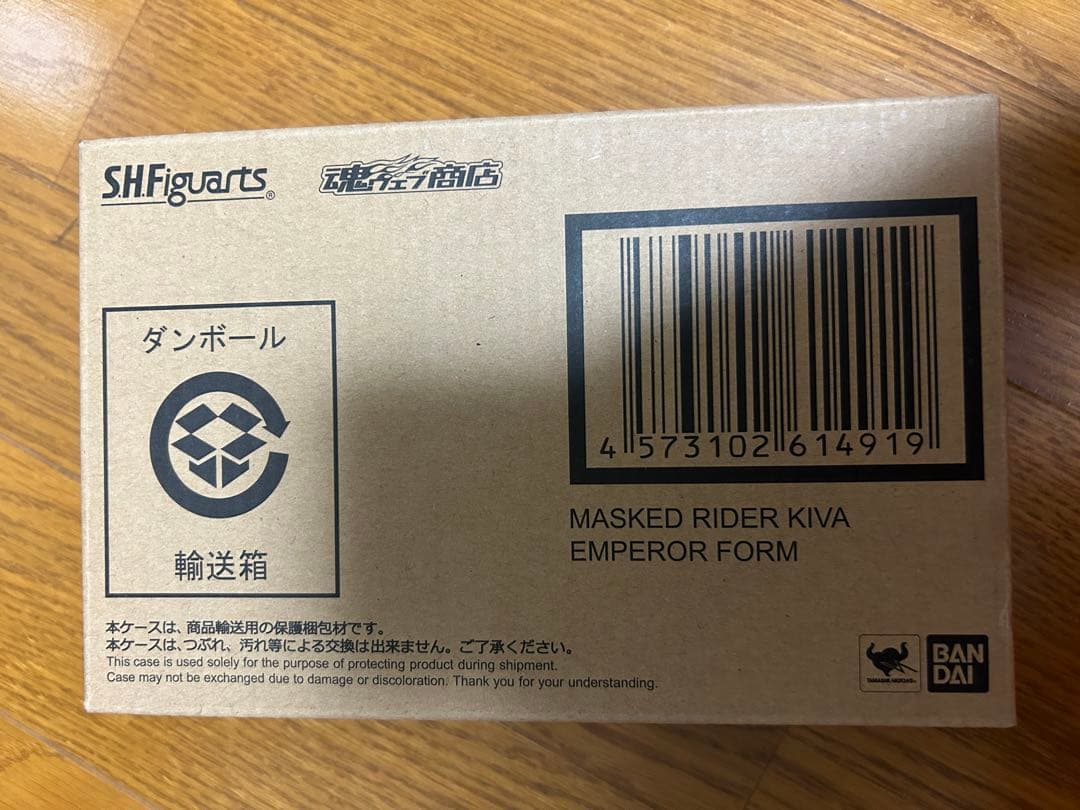 S.H.Figuarts®
魂ウェブ商店
ダンボール
輸送箱
4 573102 614919
MASKED RIDER KIVA
EMPEROR FORM
本ケースは、商品輸送用の保護梱包材です。
本ケースは、つぶれ、汚れ等による交換は出来ません。ご了承ください。
This case is used solely for the purpose of protecting product during shipment.
Case may not be exchanged due to damage or discoloration. Thank you for your understanding.
TAMASHII NATIONS
BAN
DAI